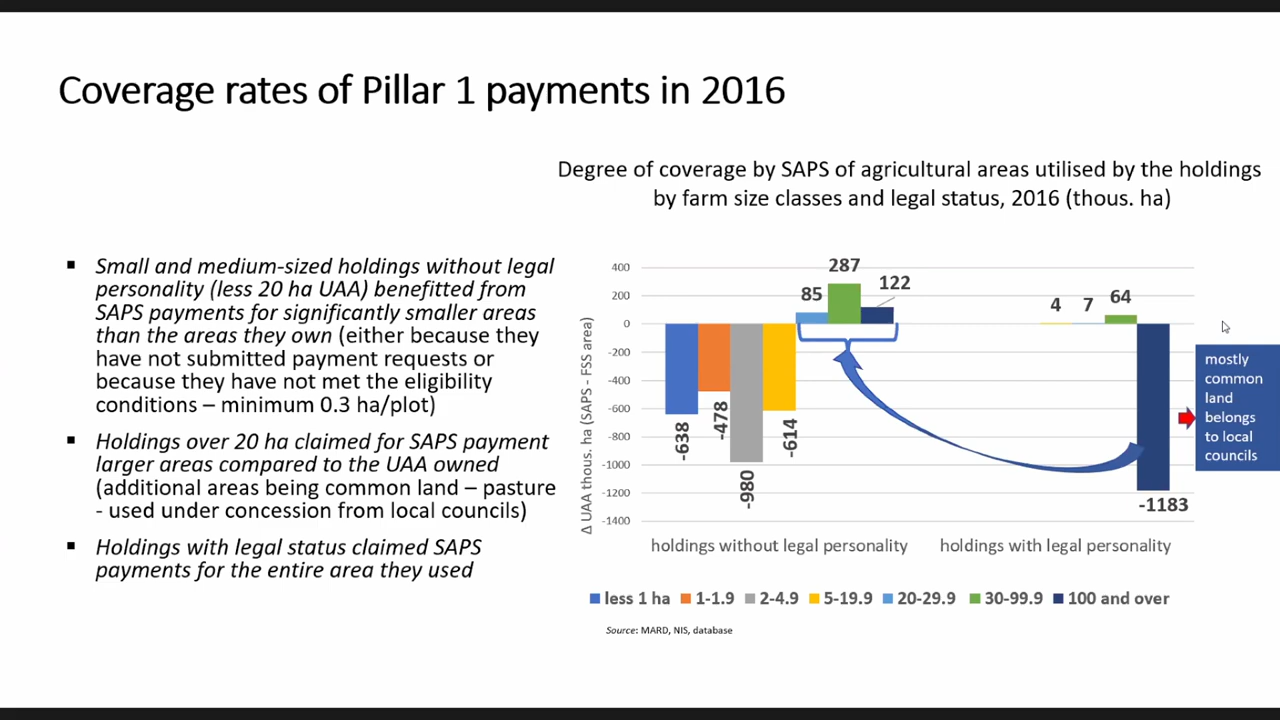 Coverage rates of Pillar 1 payments in 2016
Degree of coverage by SAPS of agricultural areas utilised by the holdings
by farm size classes and legal status, 2016 (thous. ha)
▪ Small and medium-sized holdings without legal
personality (less 20 ha UAA) benefitted from
SAPS payments for significantly smaller areas
than the areas they own (either because they
have not submitted payment requests or
because they have not met the eligibility
conditions – minimum 0.3 ha/plot)
▪ Holdings over 20 ha claimed for SAPS payment
larger areas compared to the UAA owned
(additional areas being common land – pasture
- used under concession from local councils)
▪ Holdings with legal status claimed SAPS
payments for the entire area they used
Δ UAA thous. ha (SAPS - FSS area)
400
200
0
-200
-400
-600
-800
-1000
-1200
-1400
-638
-478
-980
-614
85
287
122
4
7
64
-1183
mostly
common
land
belongs
to local
councils
holdings without legal personality
holdings with legal personality
less 1 ha 1-1.9 2-4.9 5-19.9 20-29.9 30-99.9 100 and over
Source: MARD, NIS, database